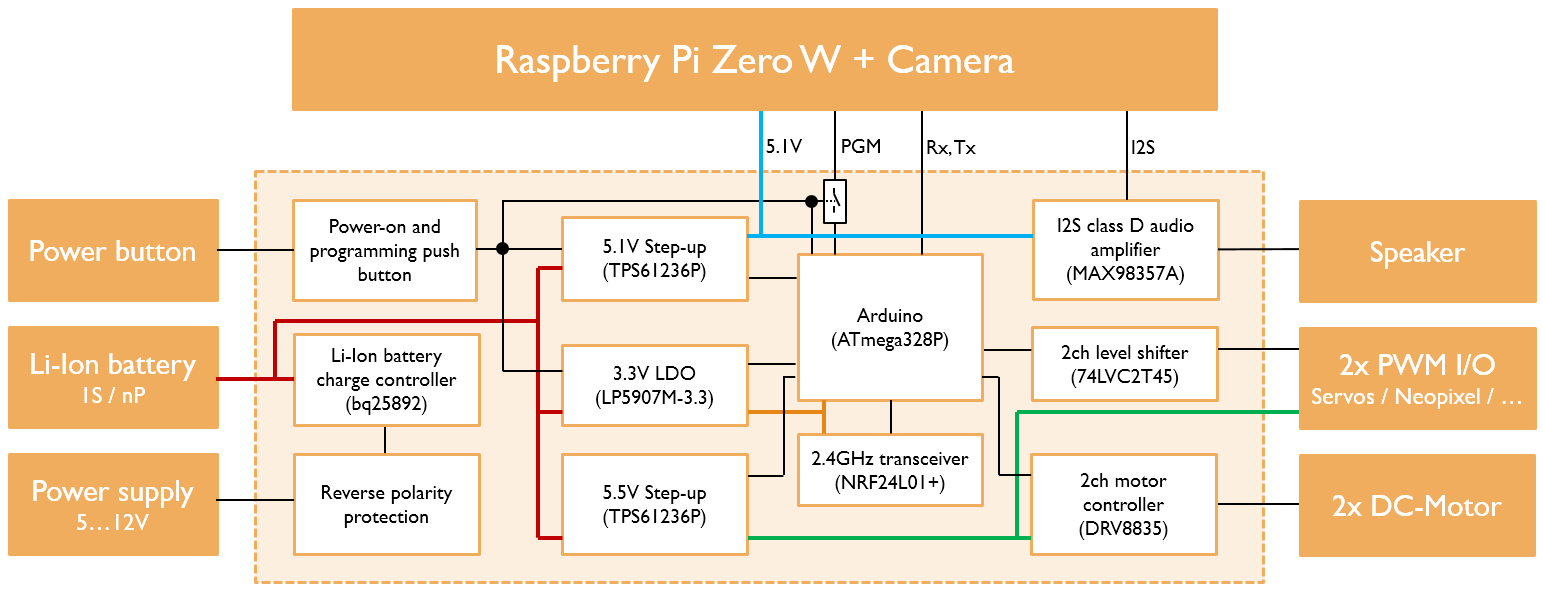 Raspberry Pi Zero W + Camera
5.1V
PGM
Rx,Tx
I2S
Power button
Li-Ion battery
1S / nP
Power supply
5…12V
Power-on and
programming push
button
Li-Ion battery
charge controller
(bq25892)
Reverse polarity
protection
5.1V Step-up
(TPS61236P)
3.3V LDO
(LP5907M-3.3)
5.5V Step-up
(TPS61236P)
Arduino
(ATmega328P)
2.4GHz transceiver
(NRF24L01+)
I2S class D audio
amplifier
(MAX98357A)
2ch level shifter
(74LVC2T45)
2ch motor
controller
(DRV8835)
Speaker
2x PWM I/O
Servos / Neopixel / …
2x DC-Motor